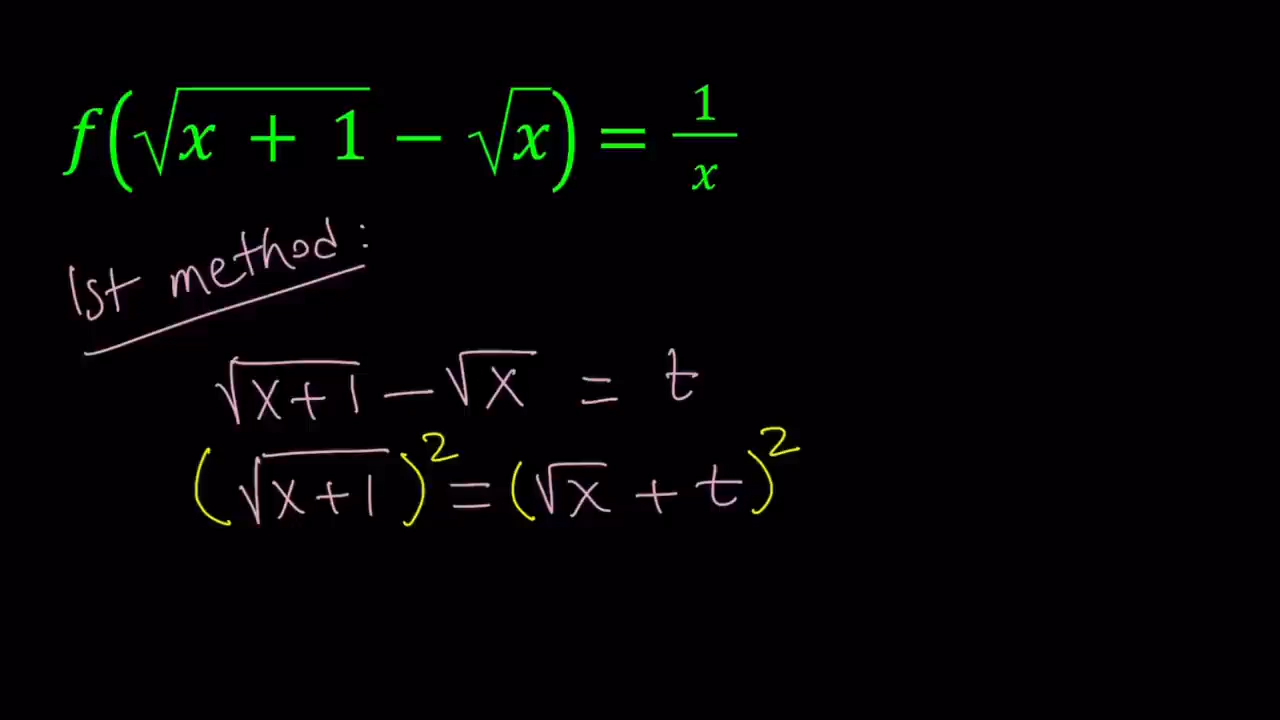 f(√(x + 1) − √x) = 1/x
1st method:
√(x+1) − √x = t
(√(x+1))² = (√x + t)²